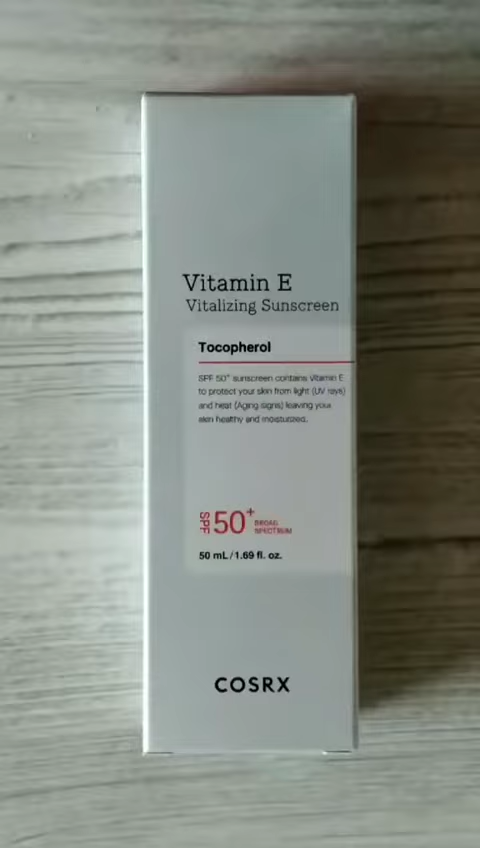 Vitamin E
Vitalizing Sunscreen
Tocopherol
SPF 50+ sunscreen contains Vitamin E
to protect your skin from light (UV rays)
and heat (Aging signs) leaving your
skin healthy and moisturized.
SPF 50+ BROAD
SPECTRUM
50 mL / 1.69 fl. oz.
COSRX